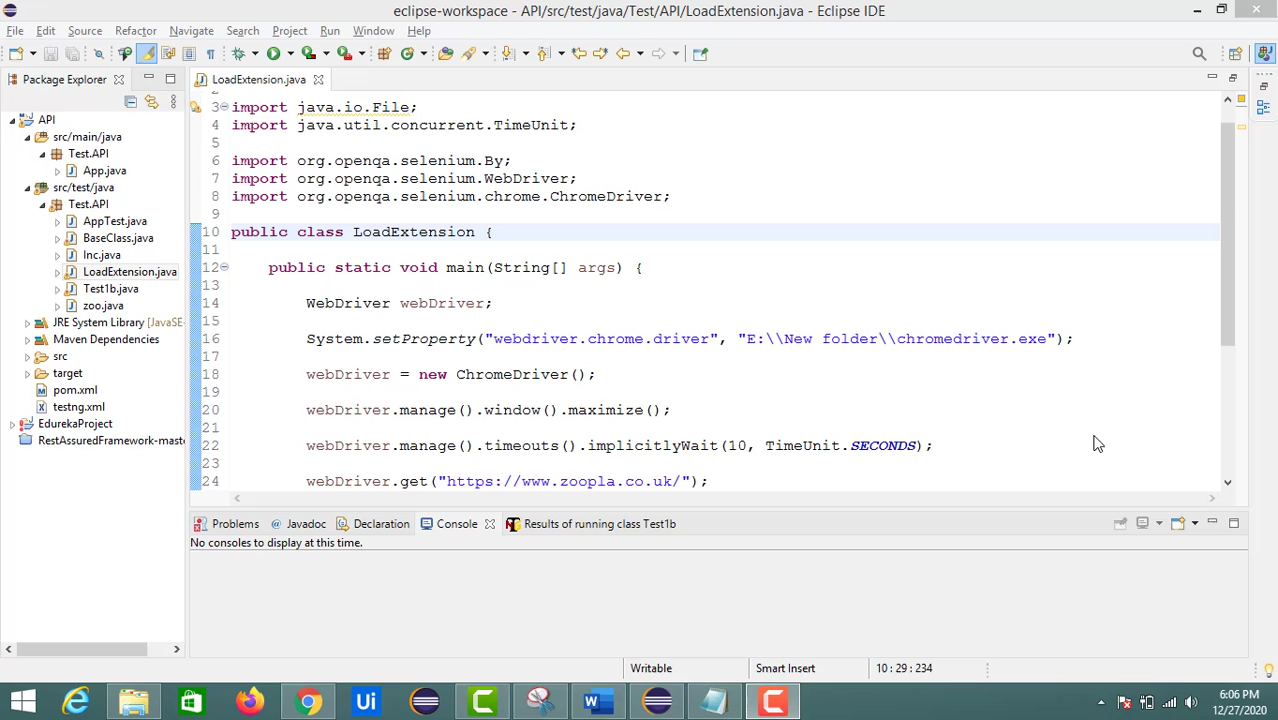 eclipse-workspace - API/src/test/java/Test/API/LoadExtension.java - Eclipse IDE
File Edit Source Refactor Navigate Search Project Run Window Help
Package Explorer
LoadExtension.java
API
src/main/java
Test.API
App.java
src/test/java
Test.API
AppTest.java
BaseClass.java
Inc.java
LoadExtension.java
Test1b.java
zoo.java
JRE System Library [JavaSE-
Maven Dependencies
src
target
pom.xml
testng.xml
EdurekaProject
RestAssuredFramework-maste
2
3 import java.io.File;
4 import java.util.concurrent.TimeUnit;
5
6 import org.openqa.selenium.By;
7 import org.openqa.selenium.WebDriver;
8 import org.openqa.selenium.chrome.ChromeDriver;
9
10 public class LoadExtension {
11
12 public static void main(String[] args) {
13
14 WebDriver webDriver;
15
16 System.setProperty("webdriver.chrome.driver", "E:\\New folder\\chromedriver.exe");
17
18 webDriver = new ChromeDriver();
19
20 webDriver.manage().window().maximize();
21
22 webDriver.manage().timeouts().implicitlyWait(10, TimeUnit.SECONDS);
23
24 webDriver.get("https://www.zoopla.co.uk/");
Problems Javadoc Declaration Console Results of running class Test1b
No consoles to display at this time.
Writable Smart Insert 10 : 29 : 234
Ui
6:06 PM
12/27/2020